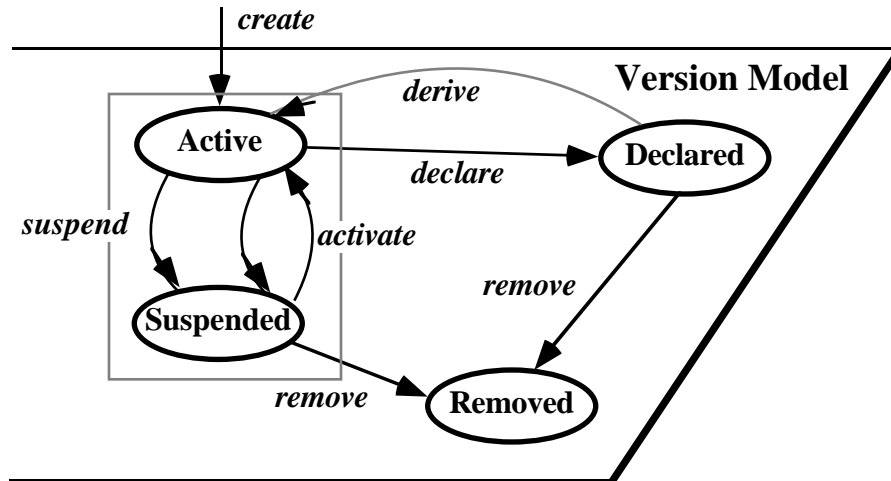 create
Version Model
derive
Active
Declared
declare
suspend
activate
remove
Suspended
remove
Removed